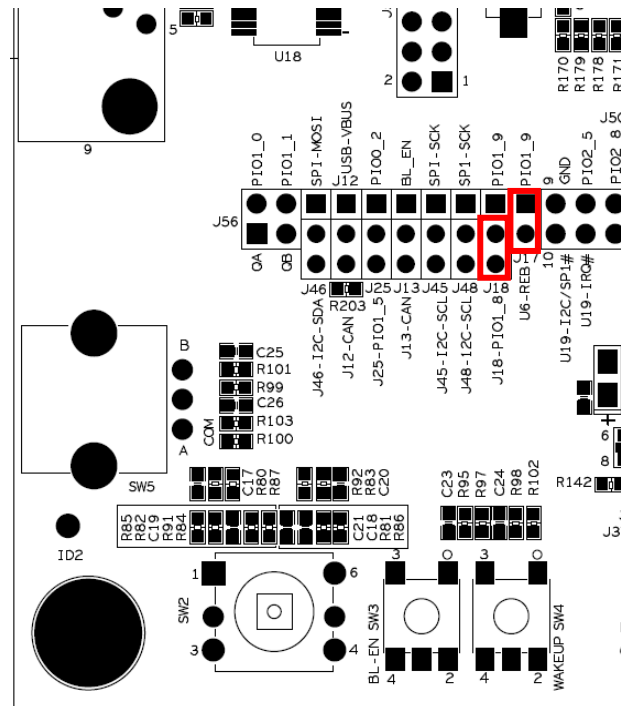 5
U18
J
2
1
R170
R179
R178
R171
9
PIO1_0
PIO1_1
SPI-MOSI
USB-VBUS
J12
PIO0_2
BL_EN
SPI-SCK
SP1-SCK
PIO1_9
PIO1_9
9
GND
PIO2_5
PIO2_8
J50
J56
QA
QB
J46
R203
J25
J13
J45
J48
J18
J17
10
J46-I2C-SDA
J12-CAN
J25-PIO1_5
J13-CAN
J45-I2C-SCL
J48-I2C-SCL
J18-PIO1_8
U6-REB
U19-I2C/SP1#
U19-IRQ#
B
A
COM
C25
R101
R99
C26
R103
R100
SW5
+
6
8
R142
J3
C17
R80
R87
R92
R83
C20
C23
R95
R97
C24
R98
R102
R85
R82
C19
R91
R84
C21
C18
R81
R86
ID2
1
6
SW2
3
4
3
O
BL-EN SW3
4
2
3
O
WAKEUP SW4
4
2